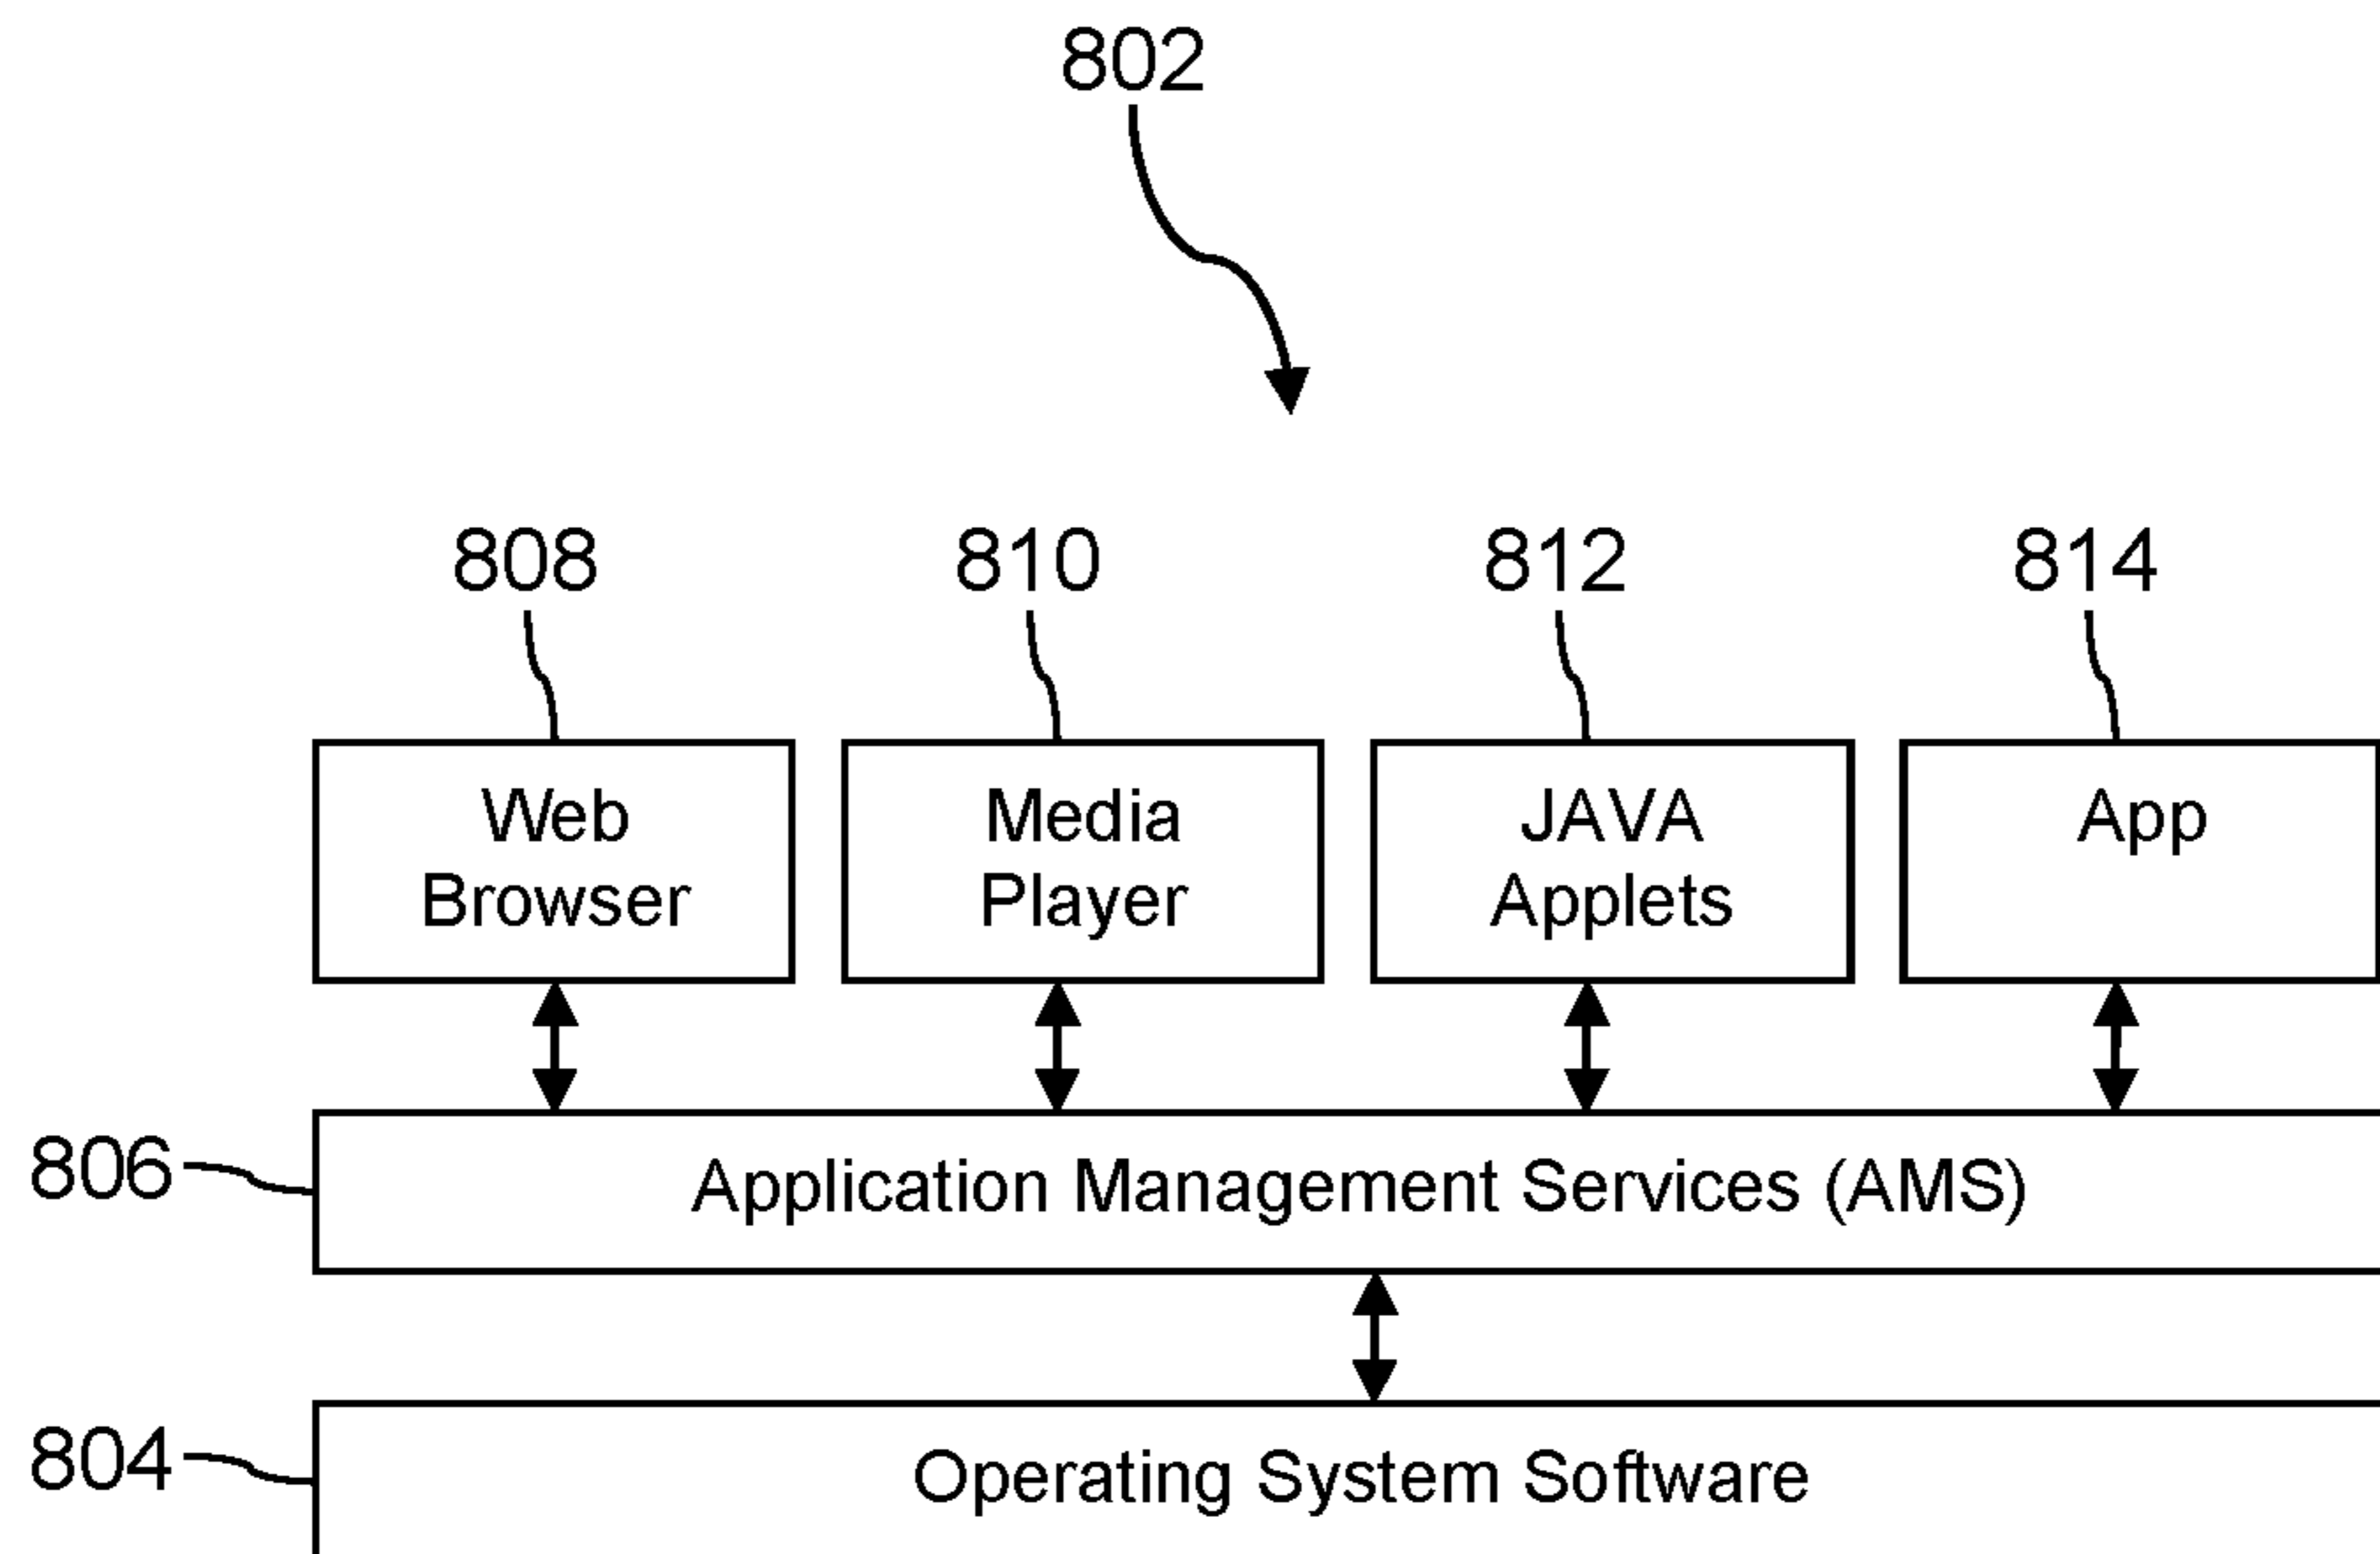 802
808
810
812
814
Web
Browser
Media
Player
JAVA
Applets
App
806
Application Management Services (AMS)
804
Operating System Software